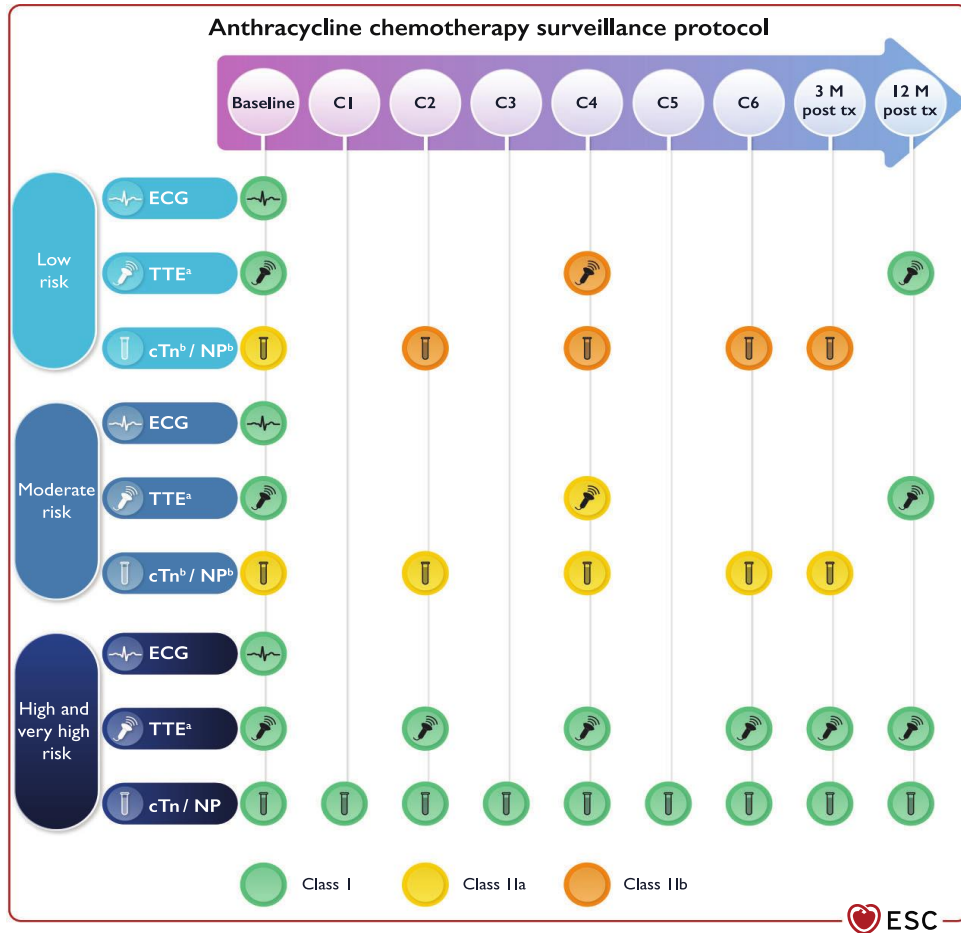 Anthracycline chemotherapy surveillance protocol
Baseline
C1
C2
C3
C4
C5
C6
3 M
post tx
12 M
post tx
Low
risk
ECG
TTEᵃ
cTnᵇ / NPᵇ
Moderate
risk
ECG
TTEᵃ
cTnᵇ / NPᵇ
High and
very high
risk
ECG
TTEᵃ
cTn / NP
Class I
Class IIa
Class IIb
ESC